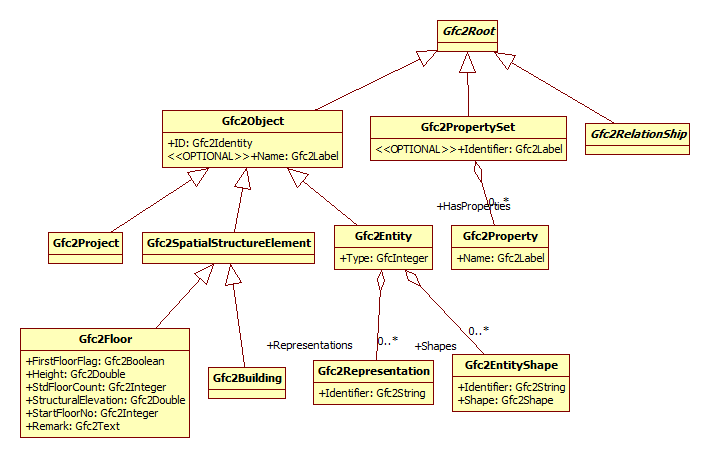 Gfc2Root
Gfc2Object
+ID: Gfc2Identity
<<OPTIONAL>>+Name: Gfc2Label
Gfc2PropertySet
<<OPTIONAL>>+Identifier: Gfc2Label
Gfc2RelationShip
0..*
+HasProperties
Gfc2Project
Gfc2SpatialStructureElement
Gfc2Entity
+Type: GfcInteger
Gfc2Property
+Name: Gfc2Label
Gfc2Floor
+FirstFloorFlag: Gfc2Boolean
+Height: Gfc2Double
+StdFloorCount: Gfc2Integer
+StructuralElevation: Gfc2Double
+StartFloorNo: Gfc2Integer
+Remark: Gfc2Text
Gfc2Building
+Representations
0..*
+Shapes
0..*
Gfc2Representation
+Identifier: Gfc2String
Gfc2EntityShape
+Identifier: Gfc2String
+Shape: Gfc2Shape